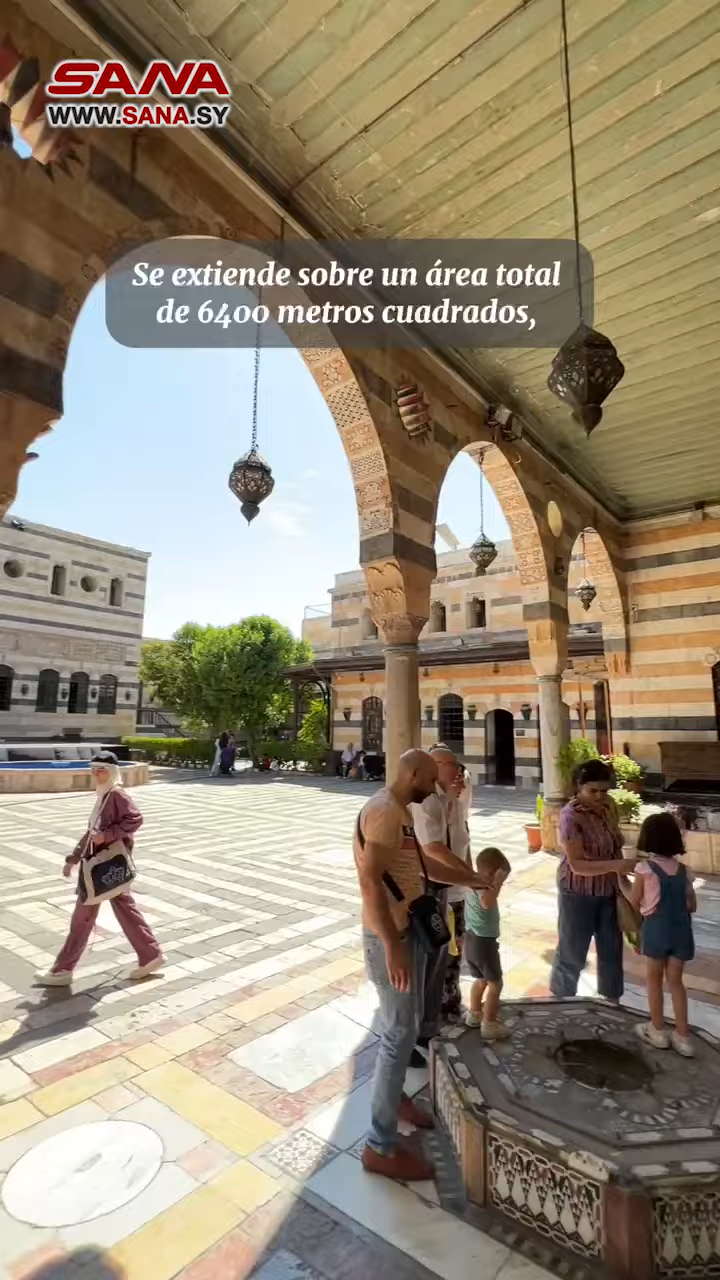 SANA
WWW.SANA.SY
Se extiende sobre un área total
de 6400 metros cuadrados,